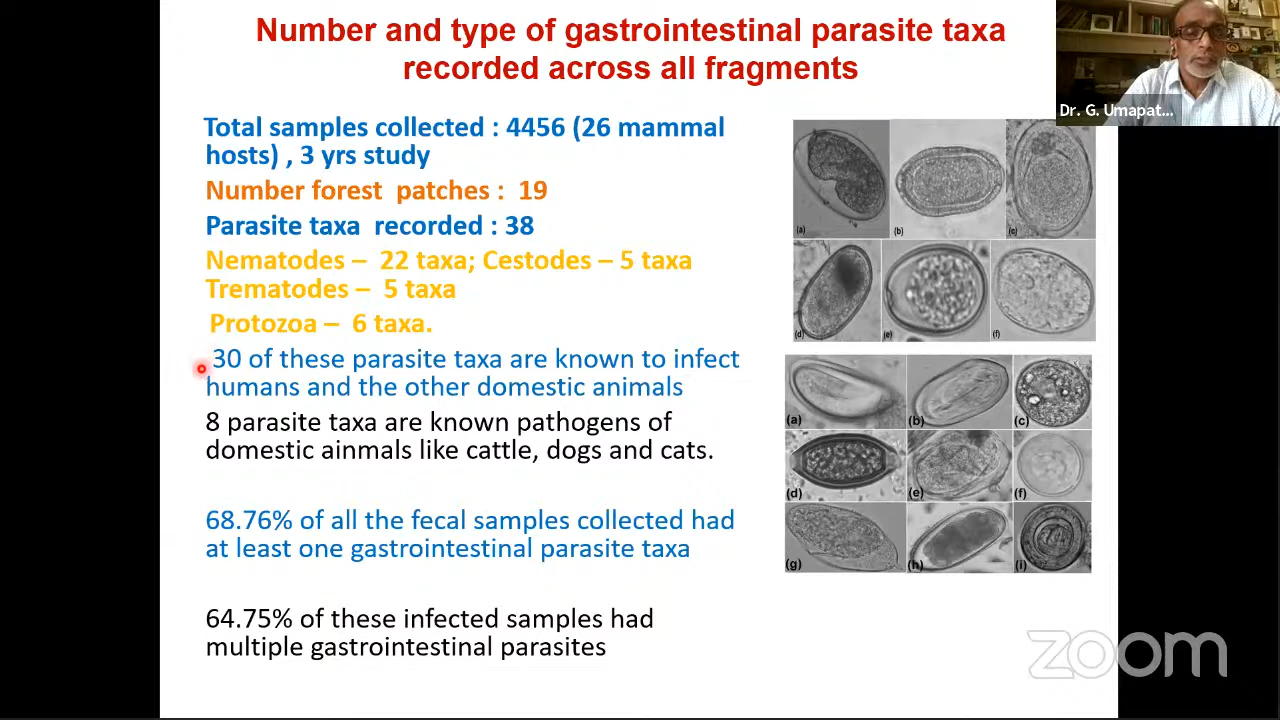 Number and type of gastrointestinal parasite taxa
recorded across all fragments
Dr. G. Umapat...
Total samples collected : 4456 (26 mammal
hosts) , 3 yrs study
Number forest patches : 19
Parasite taxa recorded : 38
Nematodes – 22 taxa; Cestodes – 5 taxa
Trematodes – 5 taxa
Protozoa – 6 taxa.
30 of these parasite taxa are known to infect
humans and the other domestic animals
8 parasite taxa are known pathogens of
domestic ainmals like cattle, dogs and cats.
68.76% of all the fecal samples collected had
at least one gastrointestinal parasite taxa
64.75% of these infected samples had
multiple gastrointestinal parasites
(a) (b) (c)
(d) (e) (f)
(a) (b) (c)
(d) (e) (f)
(g) (h) (i)
zoom